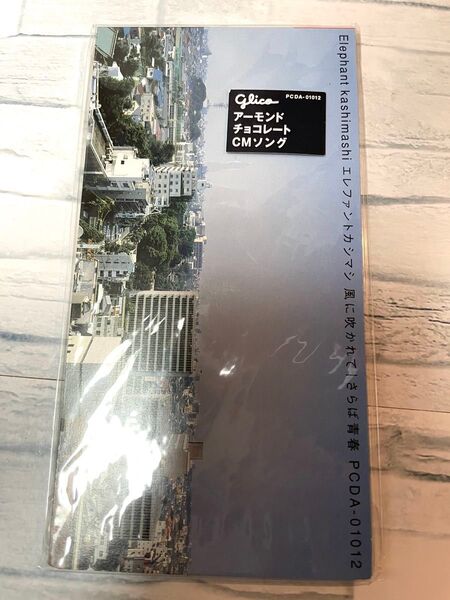 glico PCDA-01012
アーモンド
チョコレート
CMソング
Elephant kashimashi エレファントカシマシ 風に吹かれて/さらば青春 PCDA-01012